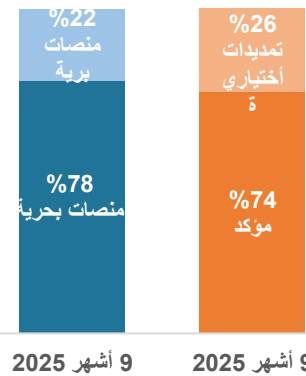 %26
تمديدات
أختياري
ة
%74
مؤكد
9 أشهر 2025
%22
منصات
برية
%78
منصات بحرية
9 أشهر 2025